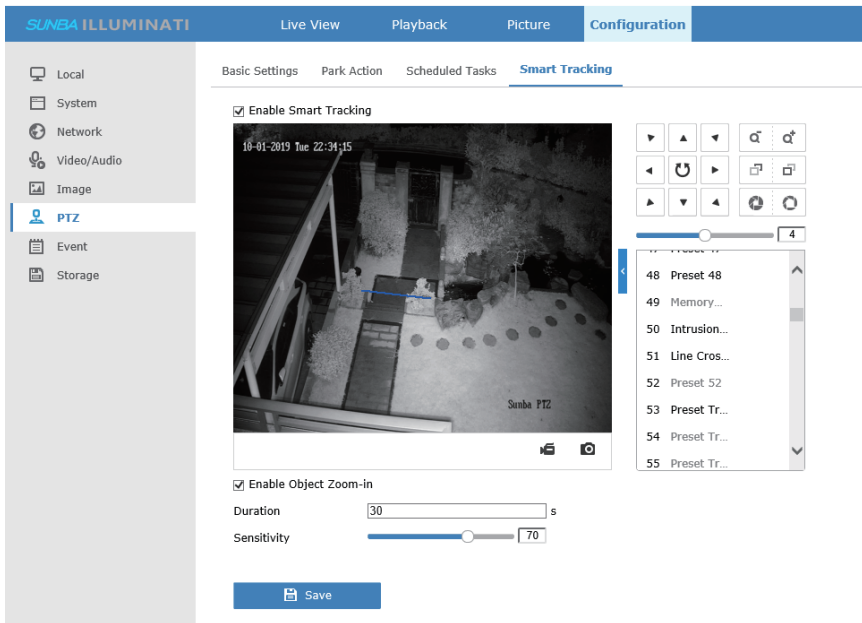 SUNBA ILLUMINATI
Live View Playback Picture Configuration
Local
System
Network
Video/Audio
Image
PTZ
Event
Storage
Basic Settings Park Action Scheduled Tasks Smart Tracking
Enable Smart Tracking
10-01-2019 Tue 22:34:15
Sunba PTZ
4
47 Preset 47
48 Preset 48
49 Memory...
50 Intrusion...
51 Line Cros...
52 Preset 52
53 Preset Tr...
54 Preset Tr...
55 Preset Tr...
Enable Object Zoom-in
Duration 30 s
Sensitivity 70
Save